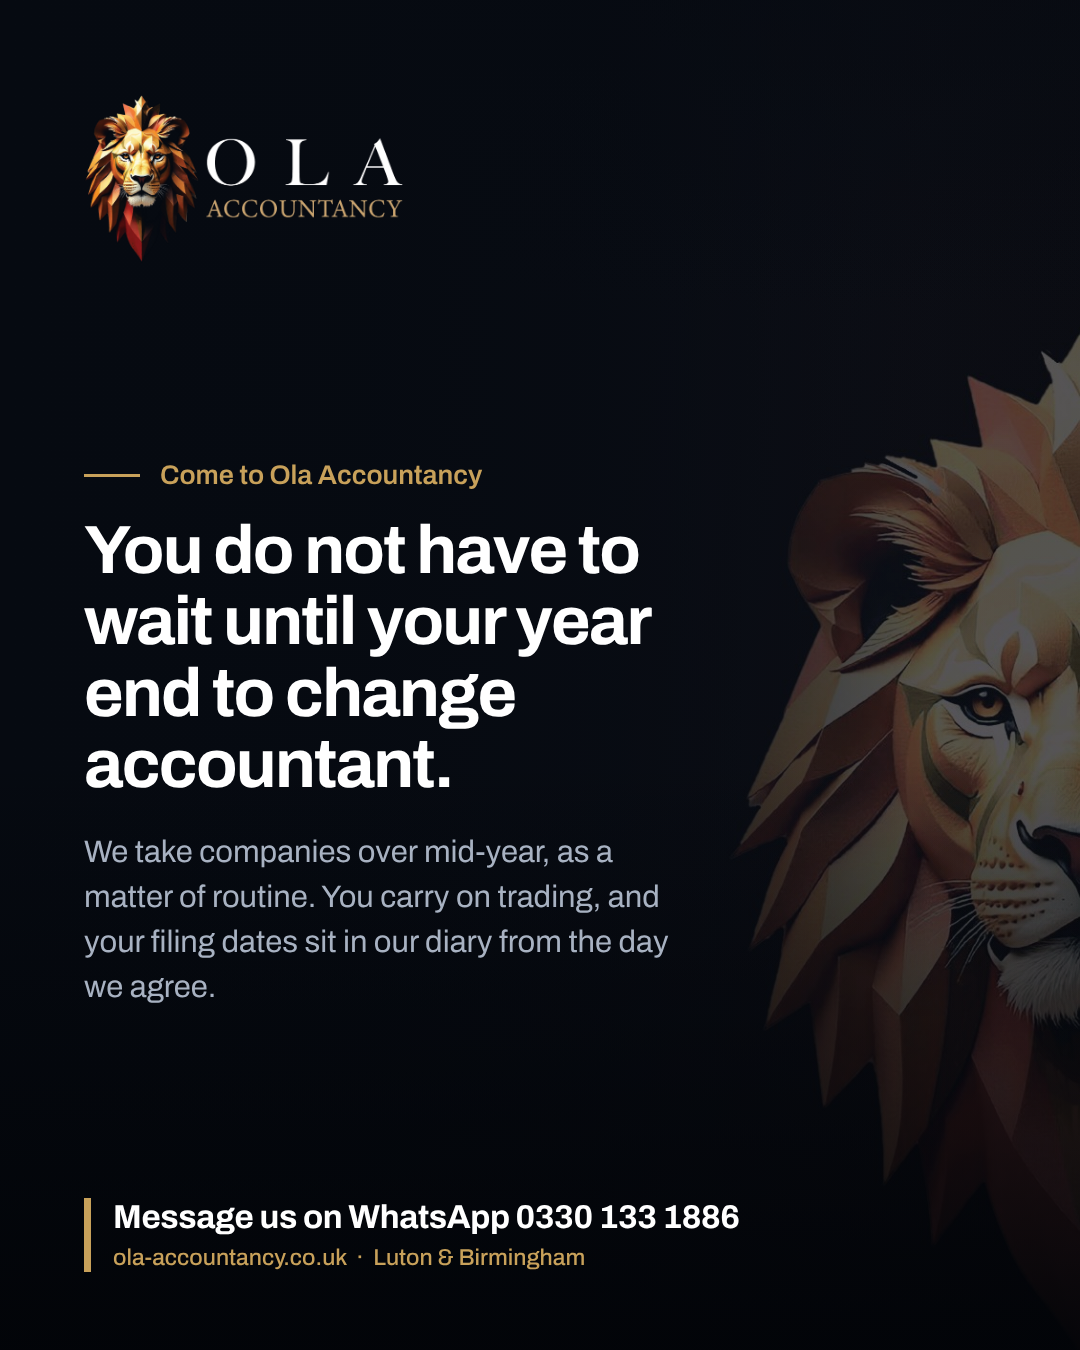 OLA
ACCOUNTANCY
Come to Ola Accountancy
You do not have to
wait until your year
end to change
accountant.
We take companies over mid-year, as a
matter of routine. You carry on trading, and
your filing dates sit in our diary from the day
we agree.
Message us on WhatsApp 0330 133 1886
ola-accountancy.co.uk · Luton & Birmingham